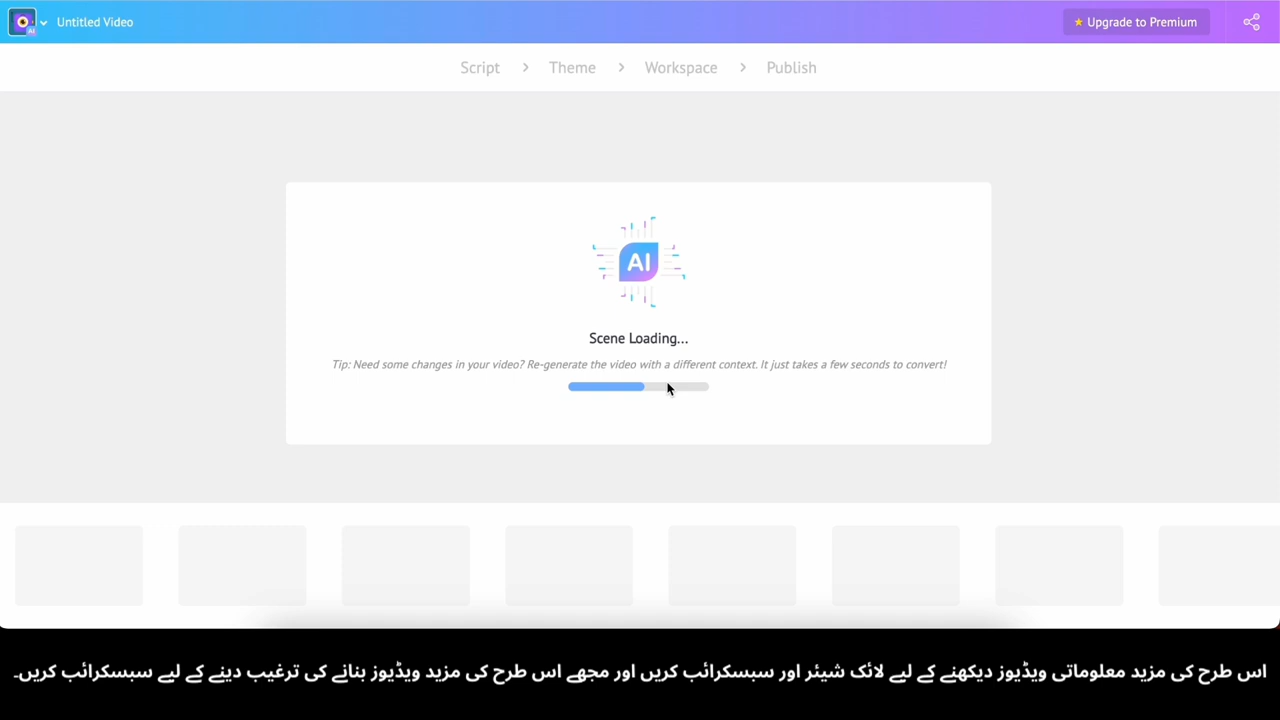 Untitled Video
Upgrade to Premium
AI
Script > Theme > Workspace > Publish
AI
Scene Loading...
Tip: Need some changes in your video? Re-generate the video with a different context. It just takes a few seconds to convert!
اس طرح کی مزید معلوماتی ویڈیوز دیکھنے کے لیے لائک شیئر اور سبسکرائب کریں اور مجھے اس طرح کی مزید ویڈیوز بنانے کی ترغیب دینے کے لیے سبسکرائب کریں۔